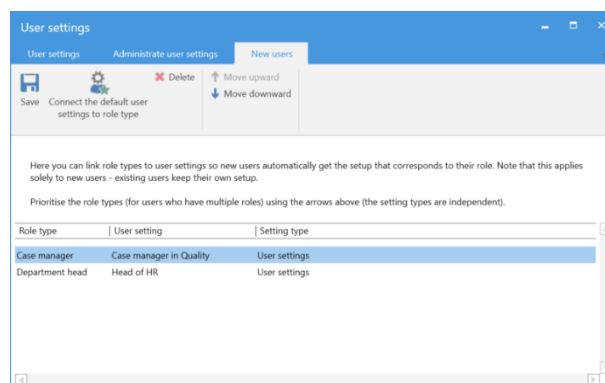 User settings
User settings Administrate user settings New users
Save Connect the default user settings to role type Delete Move upward
Move downward
Here you can link role types to user settings so new users automatically get the setup that corresponds to their role. Note that this applies
solely to new users - existing users keep their own setup.
Prioritise the role types (for users who have multiple roles) using the arrows above (the setting types are independent).
Role type User setting Setting type
Case manager Case manager in Quality User settings
Department head Head of HR User settings